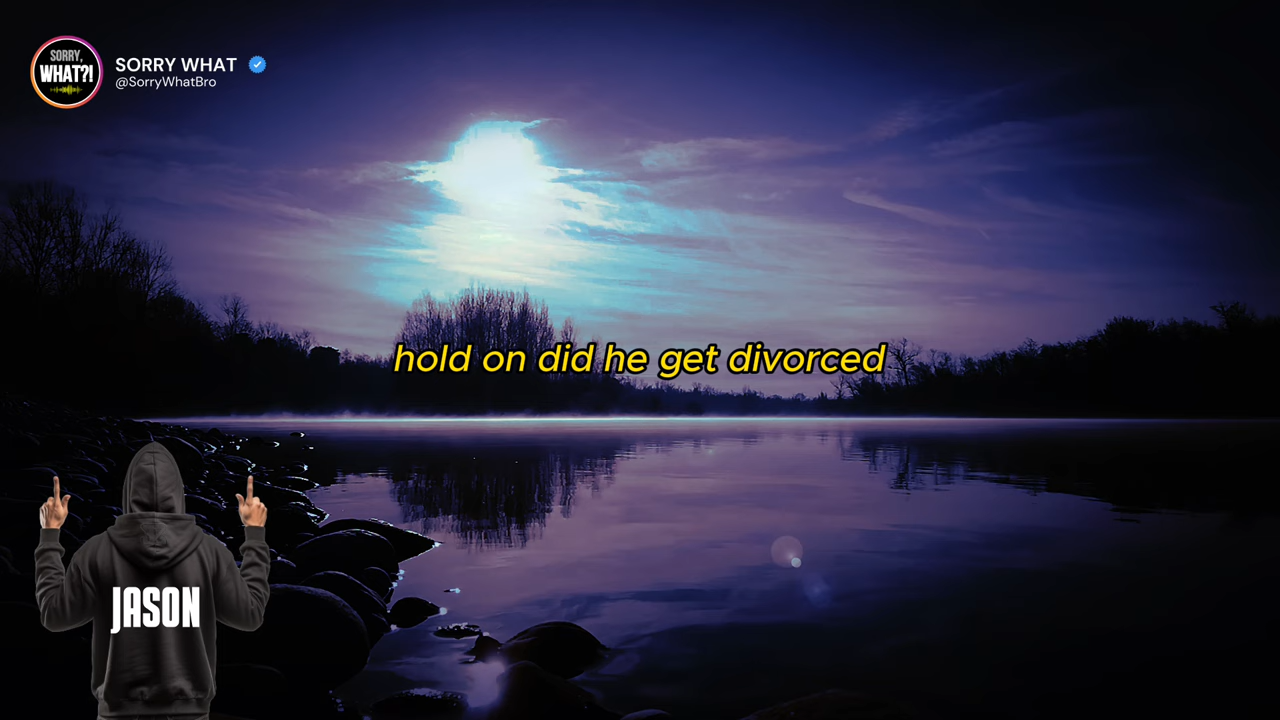 SORRY,
WHAT?!
SORRY WHAT
@SorryWhatBro
hold on did he get divorced
JASON